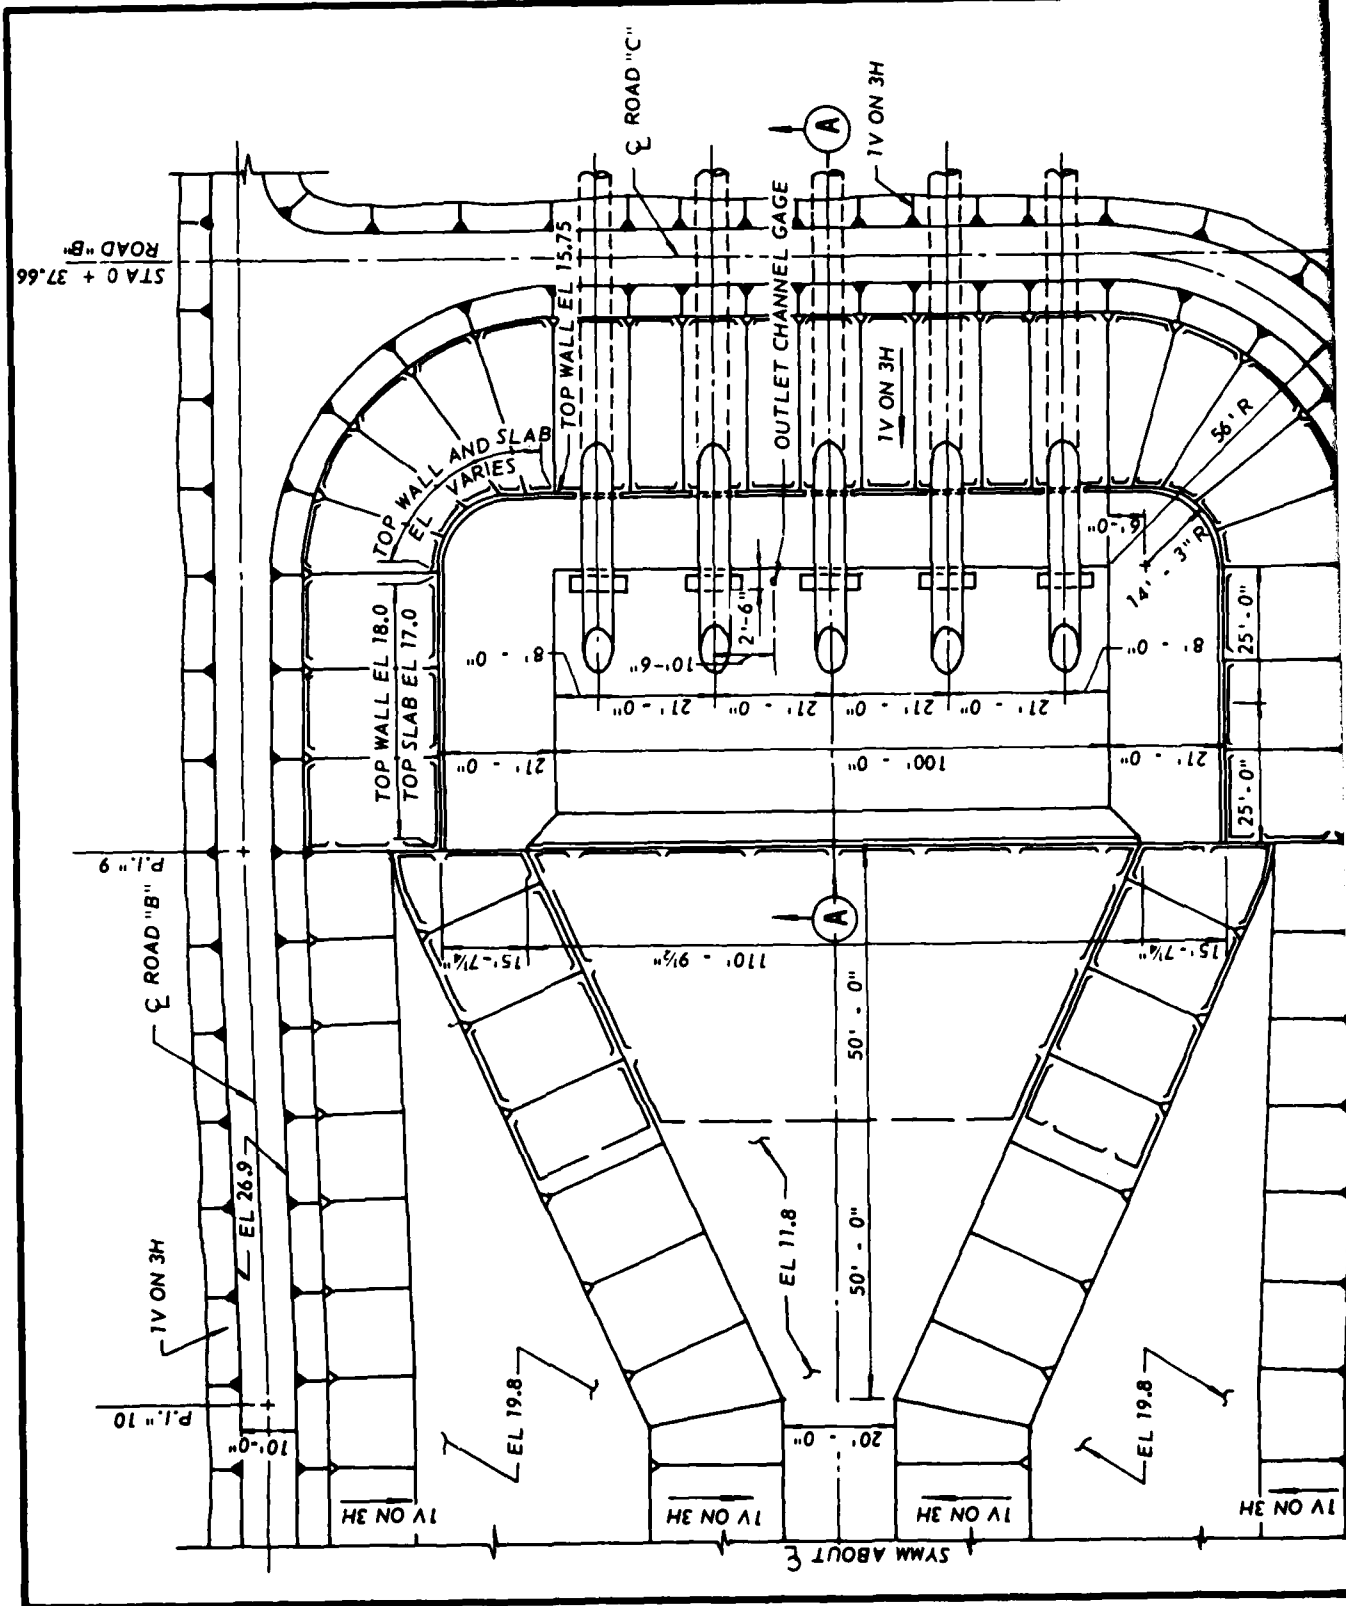 STA 0 + 37.66
ROAD "B"
℄ ROAD "C"
1V ON 3H
A
TOP WALL EL 15.75
OUTLET CHANNEL GAGE
1V ON 3H
TOP WALL AND SLAB
EL VARIES
56' R
6'-0"
14' - 3" R
TOP WALL EL 18.0
TOP SLAB EL 17.0
8' - 0"
10'-6"
2'-6"
8' - 0"
25'-0"
21' - 0"
21' - 0"
21' - 0"
21' - 0"
21' - 0"
100' - 0"
21' - 0"
25'-0"
P.I." 9
℄ ROAD "B"
A
15'-7¼"
110' - 9½"
15'-7¼"
50' - 0"
EL 26.9
1V ON 3H
EL 11.8
50' - 0"
P.I." 10
10'-0"
EL 19.8
20' - 0"
EL 19.8
1V ON 3H
1V ON 3H
1V ON 3H
1V ON 3H
SYMM ABOUT ℄